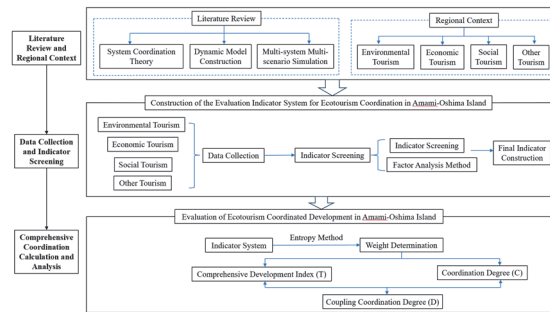 Literature
Review and
Regional Context
Literature Review
System Coordination
Theory
Dynamic Model
Construction
Multi-system Multi-
scenario Simulation
Regional Context
Environmental
Tourism
Economic
Tourism
Social
Tourism
Other
Tourism
Construction of the Evaluation Indicator System for Ecotourism Coordination in Amami-Oshima Island
Data Collection
and Indicator
Screening
Environmental Tourism
Economic Tourism
Social Tourism
Other Tourism
Data Collection
Indicator Screening
Indicator Screening
Factor Analysis Method
Final Indicator
Construction
Evaluation of Ecotourism Coordinated Development in Amami-Oshima Island
Comprehensive
Coordination
Calculation and
Analysis
Indicator System
Entropy Method
Weight Determination
Comprehensive Development Index (T)
Coordination Degree (C)
Coupling Coordination Degree (D)